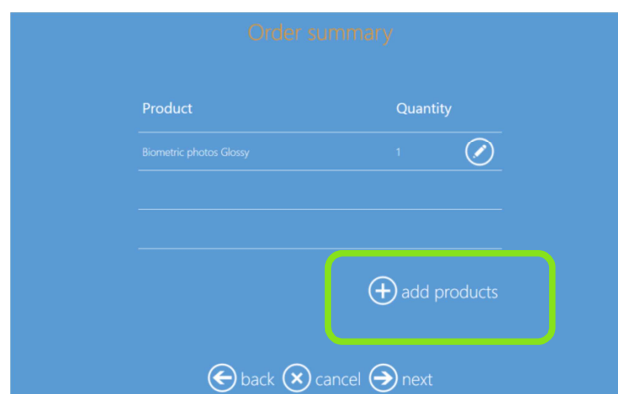 Order summary
Product Quantity
Biometric photos Glossy 1
add products
back cancel next